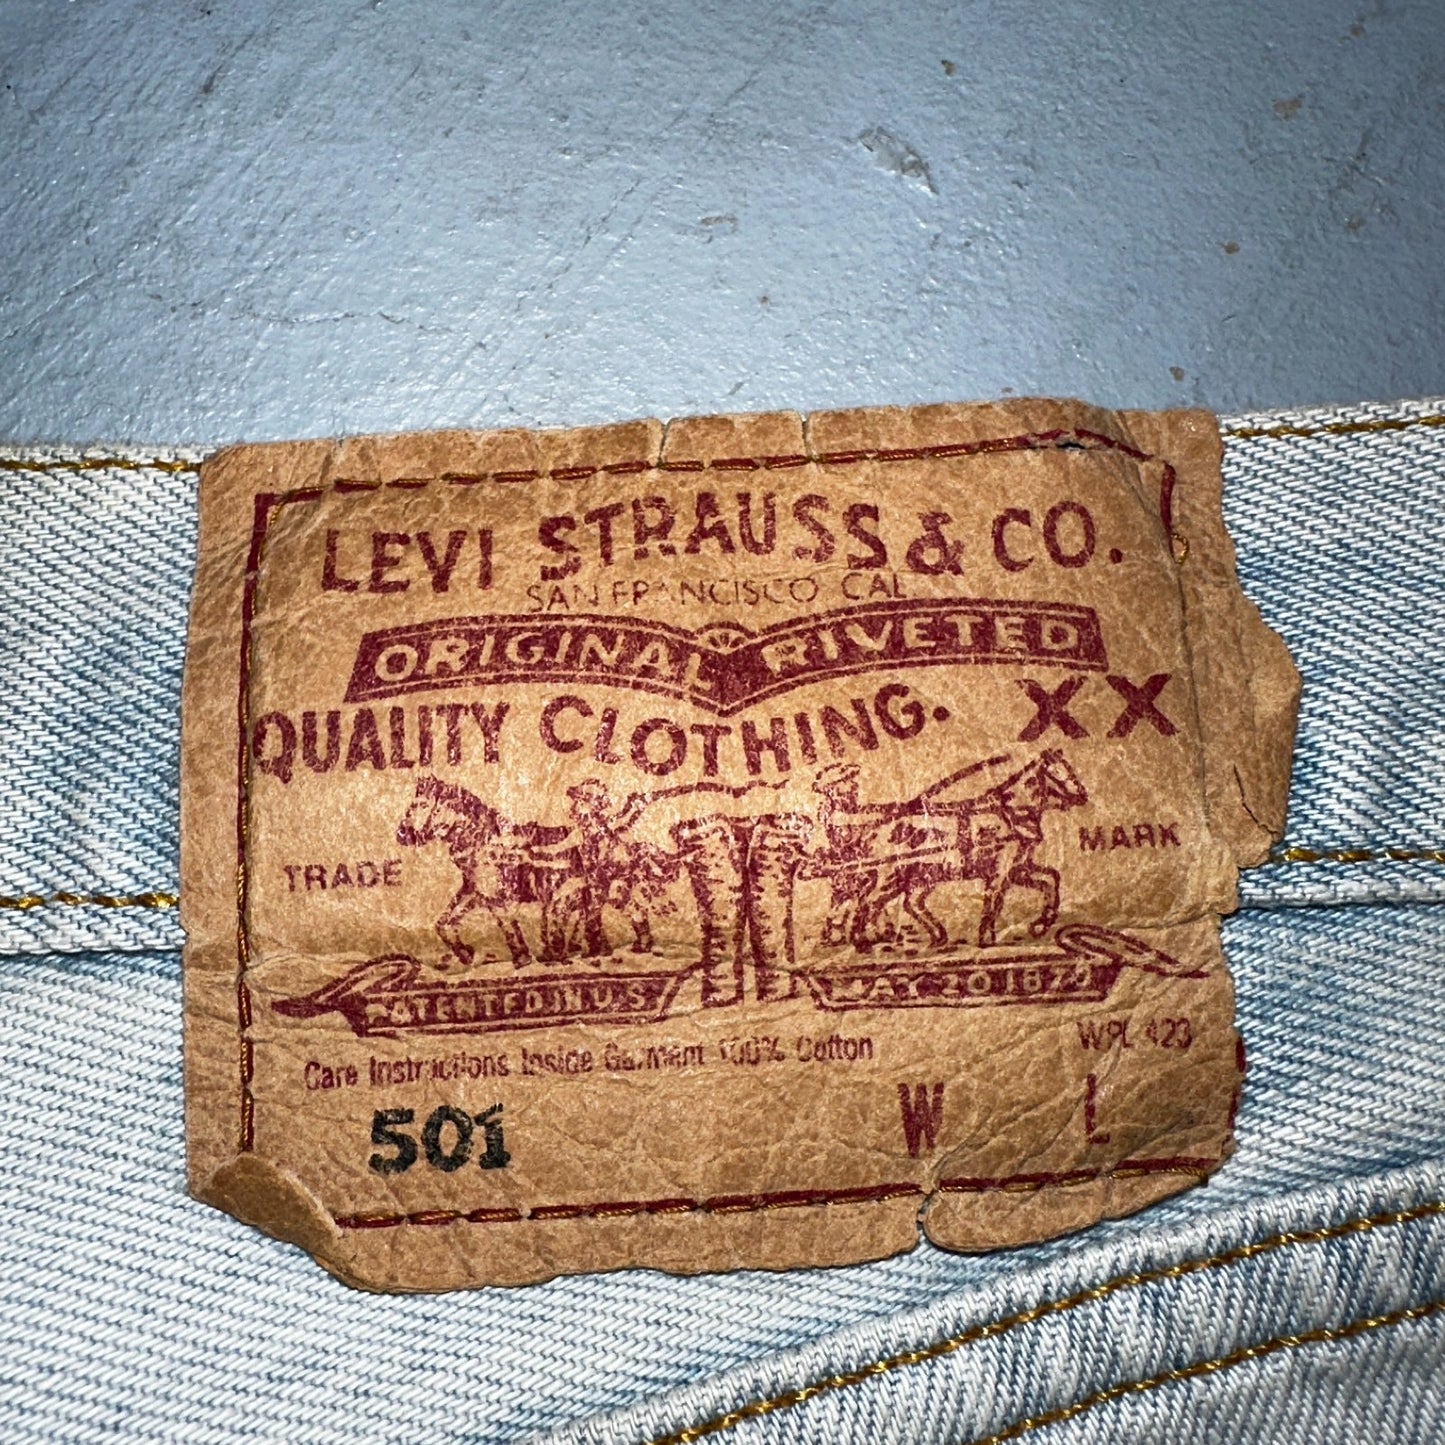 LEVI STRAUSS & CO.
SAN FRANCISCO CAL
ORIGINAL RIVETED
QUALITY CLOTHING. XX
TRADE MARK
PATENTED IN U.S. MAY 20 1873
Care Instructions Inside Garment 100% Cotton WPL 423
501 W L